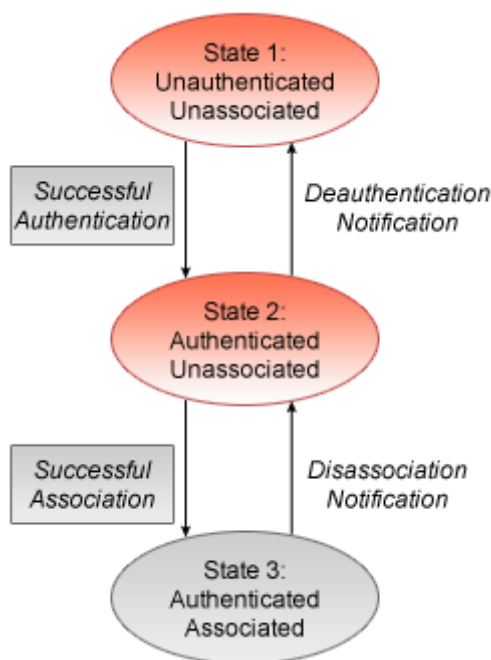 State 1:
Unauthenticated
Unassociated
Successful
Authentication
Deauthentication
Notification
State 2:
Authenticated
Unassociated
Successful
Association
Disassociation
Notification
State 3:
Authenticated
Associated